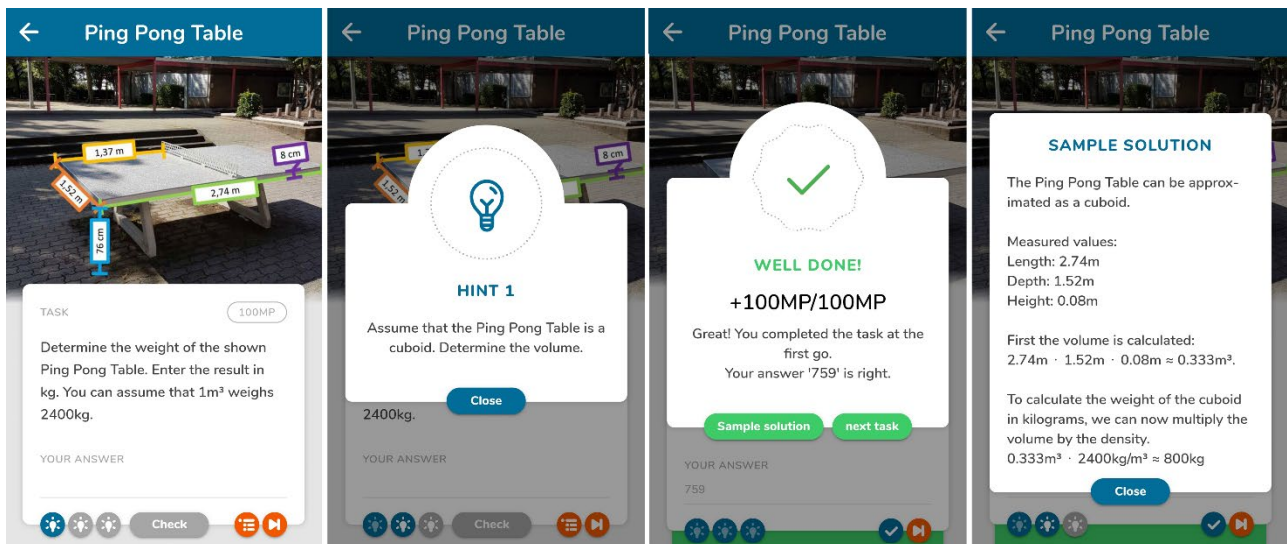 Ping Pong Table
1,37 m
8 cm
1,52 m
2,74 m
76 cm
TASK
100MP
Determine the weight of the shown
Ping Pong Table. Enter the result in
kg. You can assume that 1m³ weighs
2400kg.
YOUR ANSWER
Check
Ping Pong Table
8 cm
1,52 m
HINT 1
Assume that the Ping Pong Table is a
cuboid. Determine the volume.
Close
2400kg.
YOUR ANSWER
Check
Ping Pong Table
WELL DONE!
+100MP/100MP
Great! You completed the task at the
first go.
Your answer '759' is right.
Sample solution
next task
YOUR ANSWER
759
Ping Pong Table
SAMPLE SOLUTION
The Ping Pong Table can be approx-
imated as a cuboid.
Measured values:
Length: 2.74m
Depth: 1.52m
Height: 0.08m
First the volume is calculated:
2.74m · 1.52m · 0.08m ≈ 0.333m³.
To calculate the weight of the cuboid
in kilograms, we can now multiply the
volume by the density.
0.333m³ · 2400kg/m³ ≈ 800kg
Close